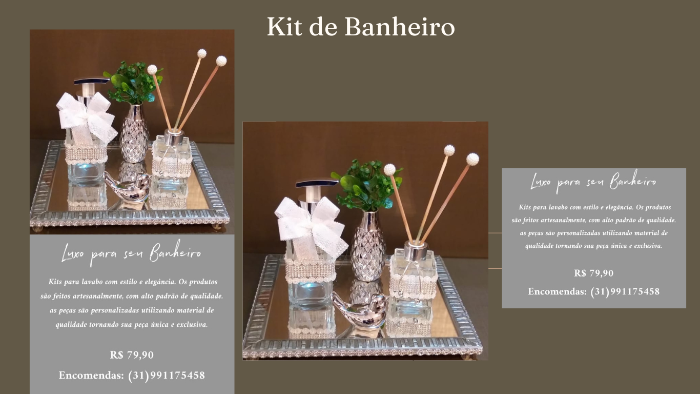 Kit de Banheiro
Luxo para seu Banheiro
Kits para lavabo com estilo e elegância. Os produtos
são feitos artesanalmente, com alto padrão de qualidade.
as peças são personalizadas utilizando material de
qualidade tornando sua peça única e exclusiva.
R$ 79,90
Encomendas: (31)991175458
Luxo para seu Banheiro
Kits para lavabo com estilo e elegância. Os produtos
são feitos artesanalmente, com alto padrão de qualidade.
as peças são personalizadas utilizando material de
qualidade tornando sua peça única e exclusiva.
R$ 79,90
Encomendas: (31)991175458